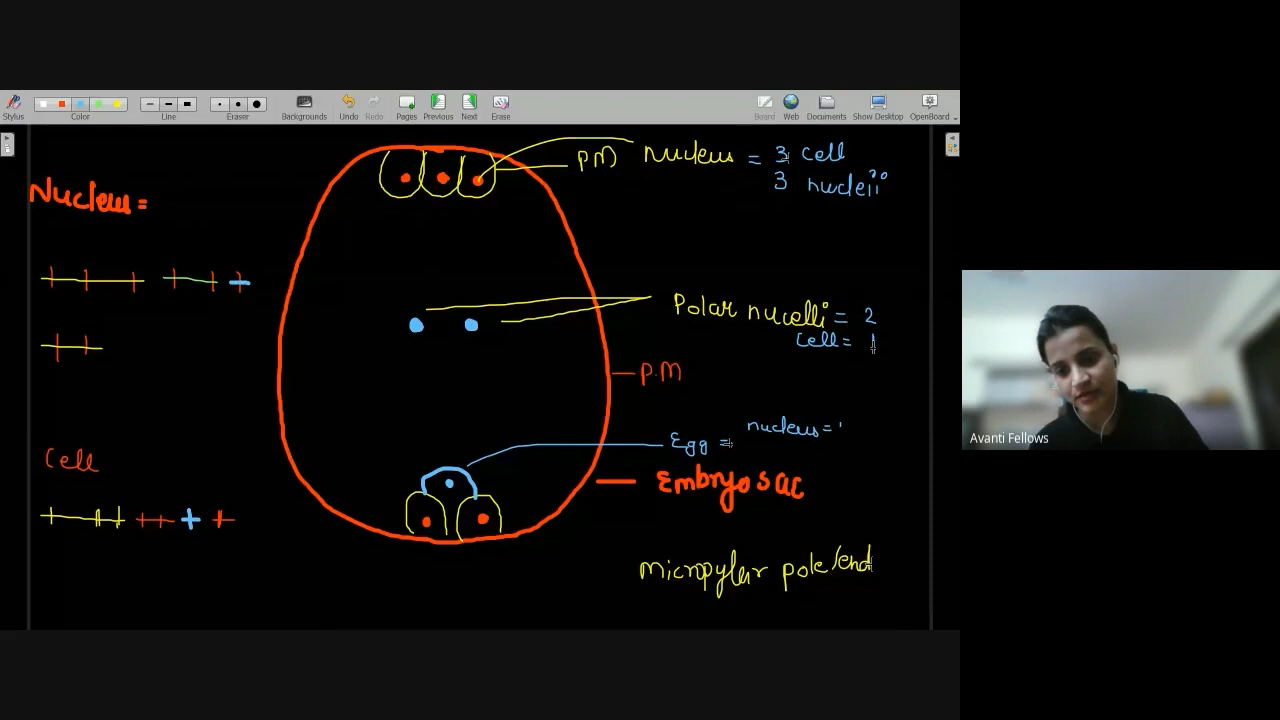 Stylus
Color
Line
Eraser
Backgrounds
Undo
Redo
Pages
Previous
Next
Erase
Board
Web
Documents
Show Desktop
OpenBoard
PM nucleus = 3 cell
3 nucleii
Nucleus =
Polar nucelli = 2
Cell = 1
P.M
nucleus = 1
Egg =
Embryo sac
Cell
micropylar pole/end
Avanti Fellows